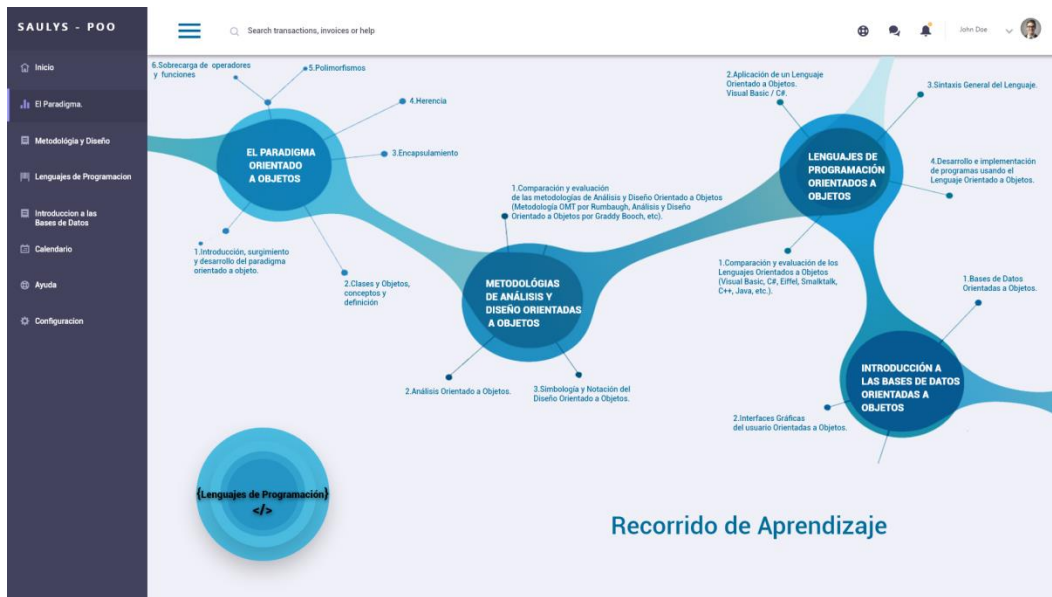 SAULYS - POO
Search transactions, invoices or help
John Doe
Inicio
El Paradigma.
Metodológia y Diseño
Lenguajes de Programacion
Introduccion a las
Bases de Datos
Calendario
Ayuda
Configuracion
6.Sobrecarga de operadores
y funciones
5.Polimorfismos
4.Herencia
3.Encapsulamiento
EL PARADIGMA
ORIENTADO
A OBJETOS
1.Introducción, surgimiento
y desarrollo del paradigma
orientado a objeto.
2.Clases y Objetos,
conceptos y
definición
1.Comparación y evaluación
de las metodologías de Análisis y Diseño Orientado a Objetos
(Metodología OMT por Rumbaugh, Análisis y Diseño
Orientado a Objetos por Graddy Booch, etc).
METODOLÓGIAS
DE ANÁLISIS Y
DISEÑO ORIENTADAS
A OBJETOS
2.Análisis Orientado a Objetos.
3.Simbología y Notación del
Diseño Orientado a Objetos.
2.Aplicación de un Lenguaje
Orientado a Objetos.
Visual Basic / C#.
3.Sintaxis General del Lenguaje.
LENGUAJES DE
PROGRAMACIÓN
ORIENTADOS A
OBJETOS
4.Desarrollo e implementación
de programas usando el
Lenguaje Orientado a Objetos.
1.Comparación y evaluación de los
Lenguajes Orientados a Objetos
(Visual Basic, C#, Eiffel, Smalktalk,
C++, Java, etc.).
1.Bases de Datos
Orientadas a Objetos.
INTRODUCCIÓN A
LAS BASES DE DATOS
ORIENTADAS A
OBJETOS
2.Interfaces Gráficas
del usuario Orientadas a Objetos.
{Lenguajes de Programación}
</>
Recorrido de Aprendizaje